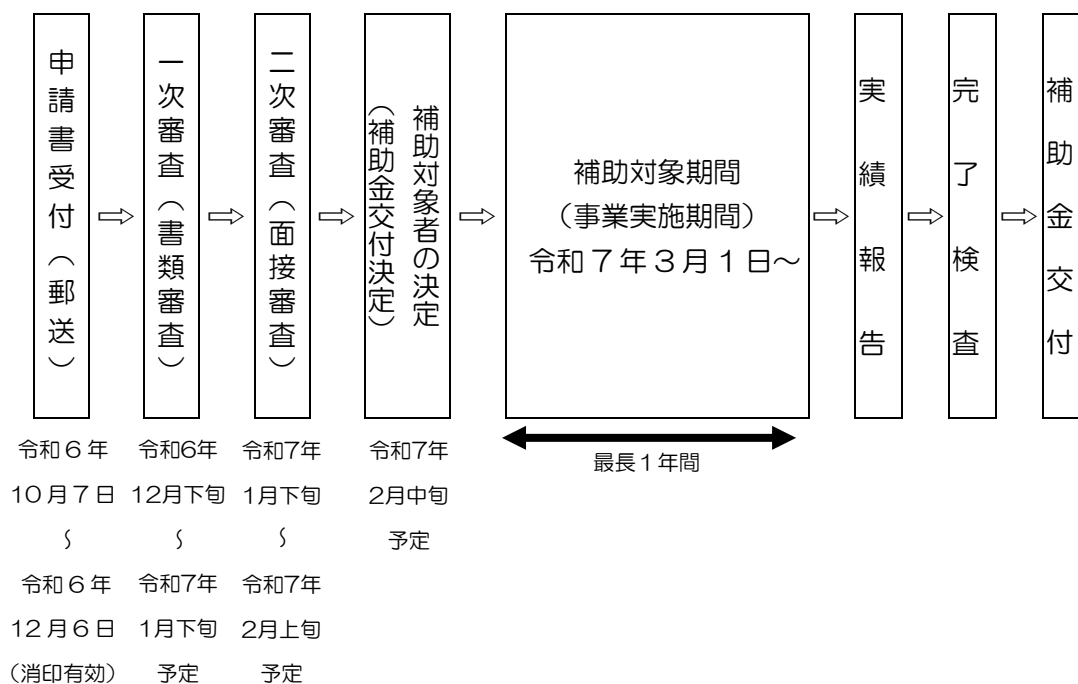 申請書受付（郵送）
令和６年
10月７日
～
令和６年
12月６日
（消印有効）
⇨
一次審査（書類審査）
令和6年
12月下旬
～
令和7年
1月下旬
予定
⇨
二次審査（面接審査）
令和7年
1月下旬
～
令和7年
2月上旬
予定
⇨
補助対象者の決定
（補助金交付決定）
令和7年
2月中旬
予定
⇨
補助対象期間
（事業実施期間）
令和７年３月１日～
最長１年間
⇨
実績報告
⇨
完了検査
⇨
補助金交付